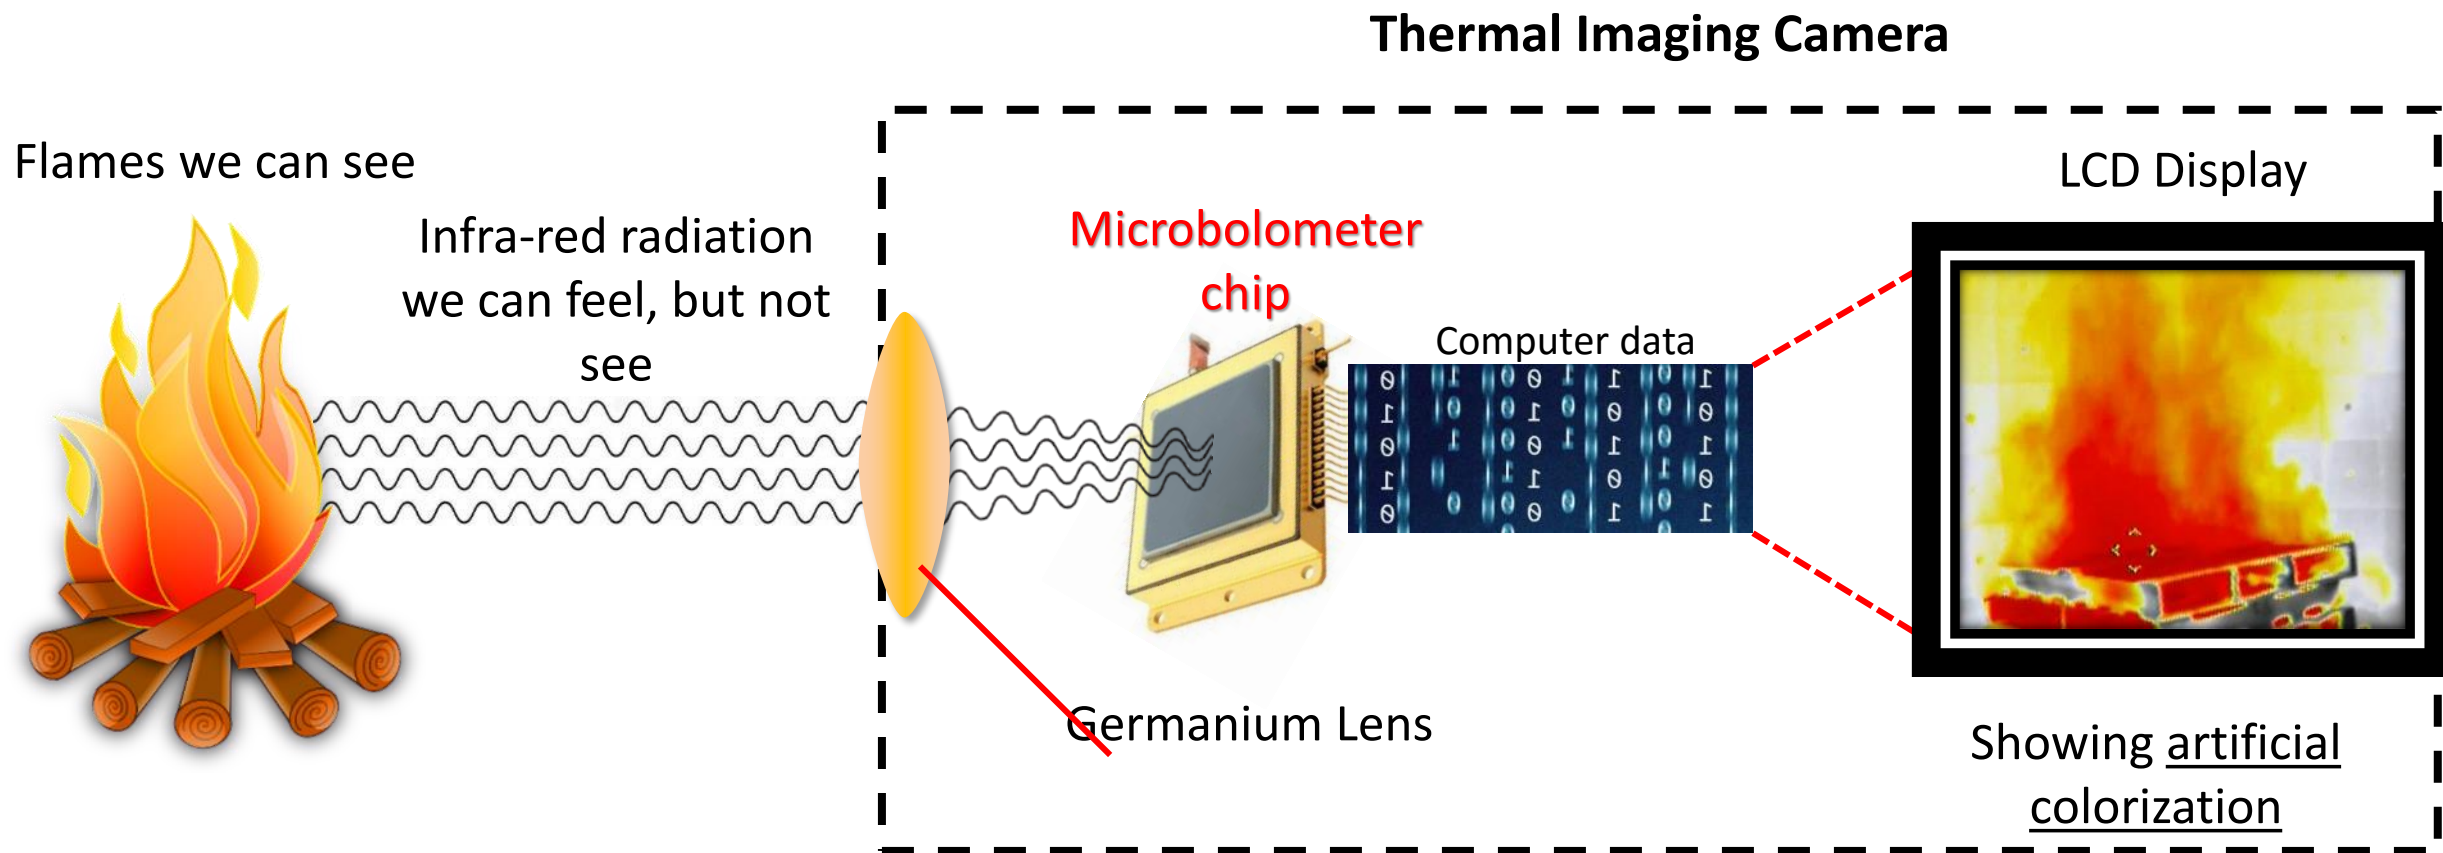 Thermal Imaging Camera
Flames we can see
Infra-red radiation
we can feel, but not
see
Microbolometer
chip
Computer data
LCD Display
Germanium Lens
Showing artificial
colorization